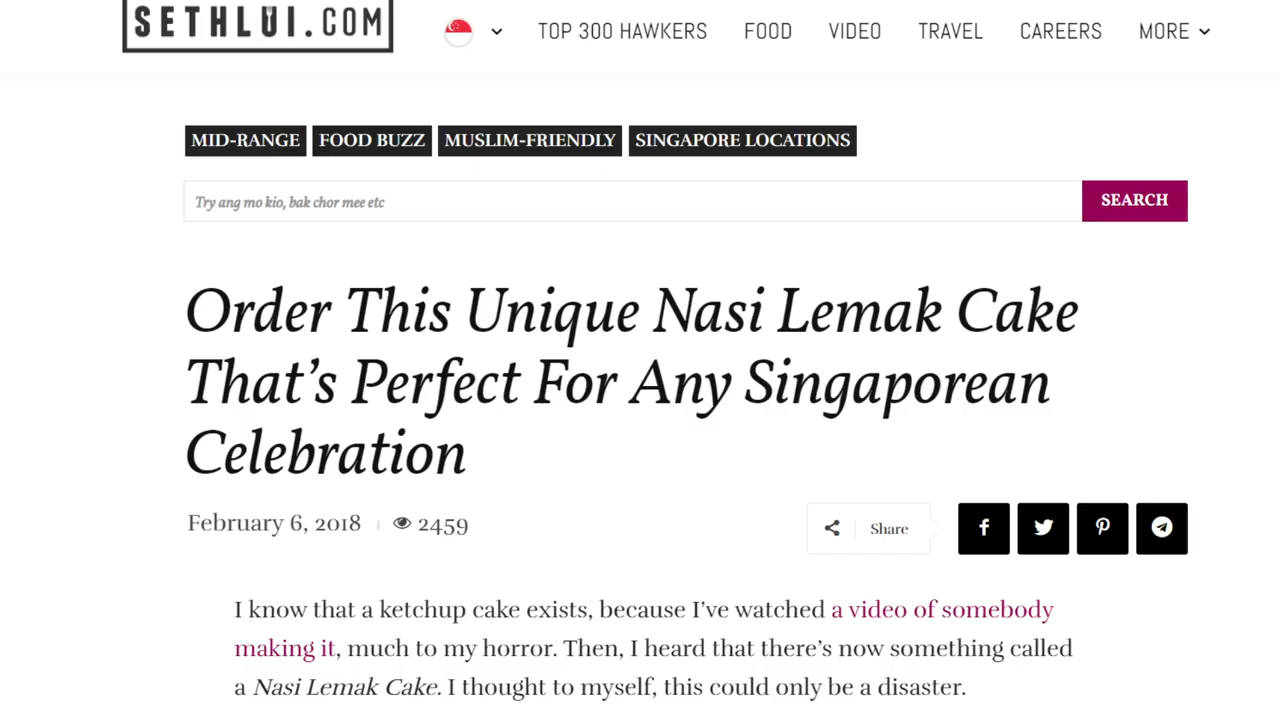 SETHLUI.COM
TOP 300 HAWKERS FOOD VIDEO TRAVEL CAREERS MORE
MID-RANGE FOOD BUZZ MUSLIM-FRIENDLY SINGAPORE LOCATIONS
Try ang mo kio, bak chor mee etc SEARCH
Order This Unique Nasi Lemak Cake
That’s Perfect For Any Singaporean
Celebration
February 6, 2018 2459 Share
I know that a ketchup cake exists, because I’ve watched a video of somebody
making it, much to my horror. Then, I heard that there’s now something called
a Nasi Lemak Cake. I thought to myself, this could only be a disaster.